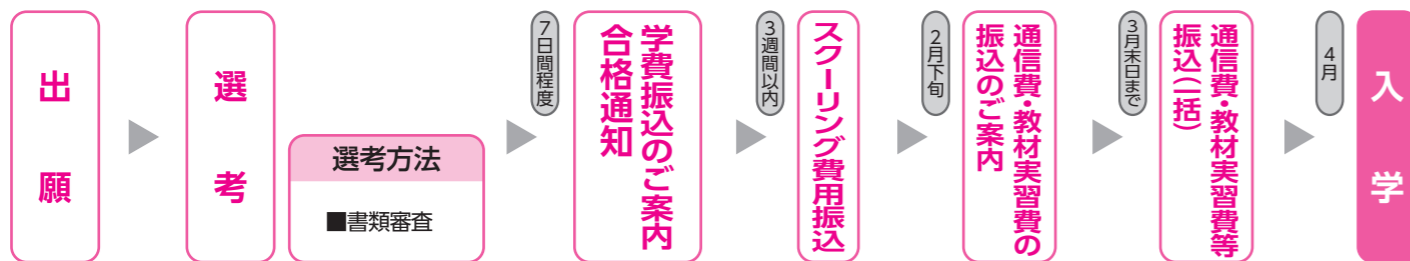 出願
選考
選考方法
■書類審査
7日間程度
学費振込のご案内
合格通知
3週間以内
スクーリング費用振込
2月下旬
通信費・教材実習費の
振込のご案内
3月末日まで
通信費・教材実習費等
振込(一括)
4月
入学